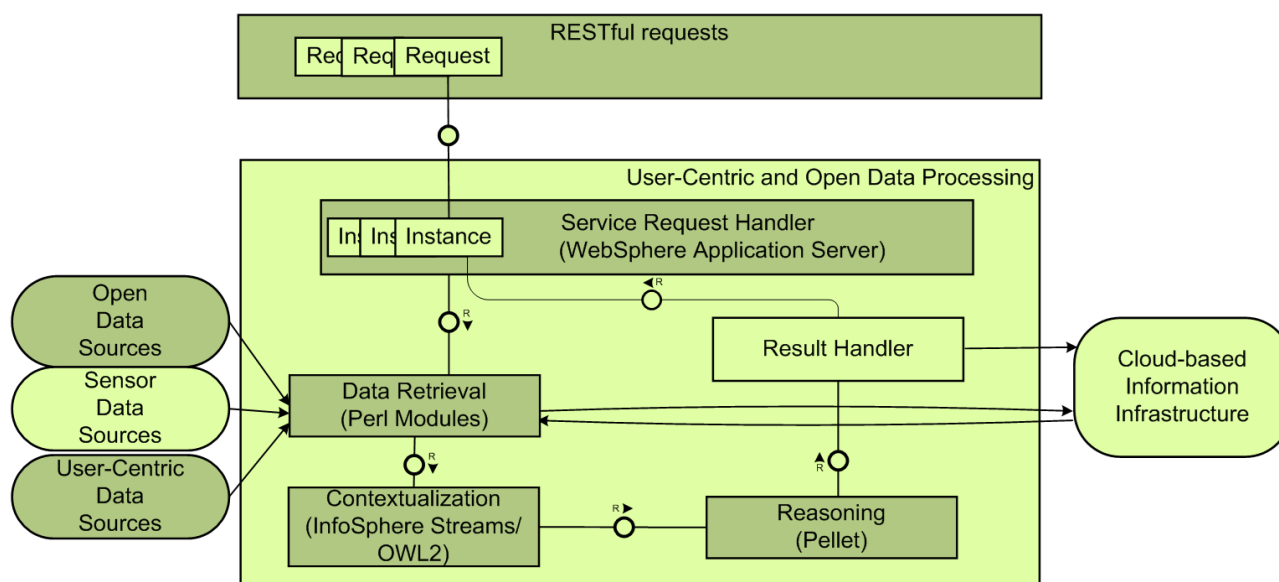 RESTful requests
Rec
Req
Request
User-Centric and Open Data Processing
Service Request Handler
(WebSphere Application Server)
Ins
Ins
Instance
R
R
Open
Data
Sources
Sensor
Data
Sources
User-Centric
Data
Sources
Data Retrieval
(Perl Modules)
Result Handler
Cloud-based
Information
Infrastructure
R
R
Contextualization
(InfoSphere Streams/
OWL2)
R
Reasoning
(Pellet)